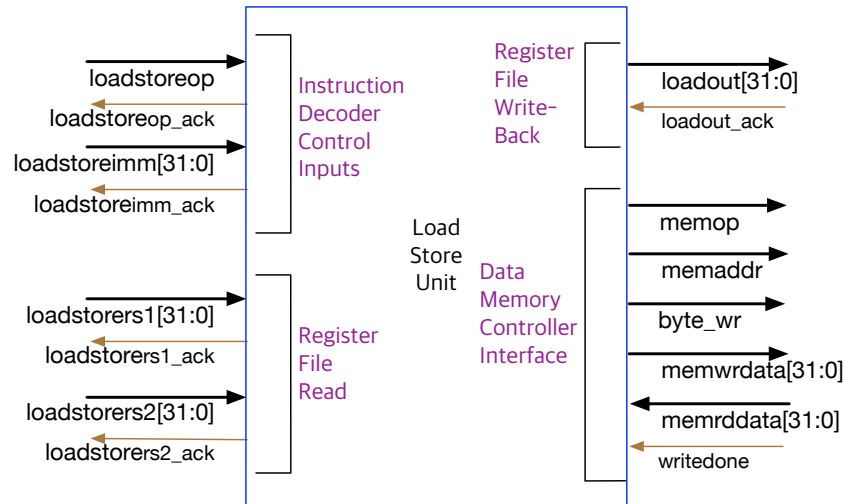 loadstoreop
loadstoreop_ack
loadstoreimm[31:0]
loadstoreimm_ack
loadstorers1[31:0]
loadstorers1_ack
loadstorers2[31:0]
loadstorers2_ack
Instruction
Decoder
Control
Inputs
Register
File
Read
Load
Store
Unit
Register
File
Write-
Back
Data
Memory
Controller
Interface
loadout[31:0]
loadout_ack
memop
memaddr
byte_wr
memwrdata[31:0]
memrddata[31:0]
writedone